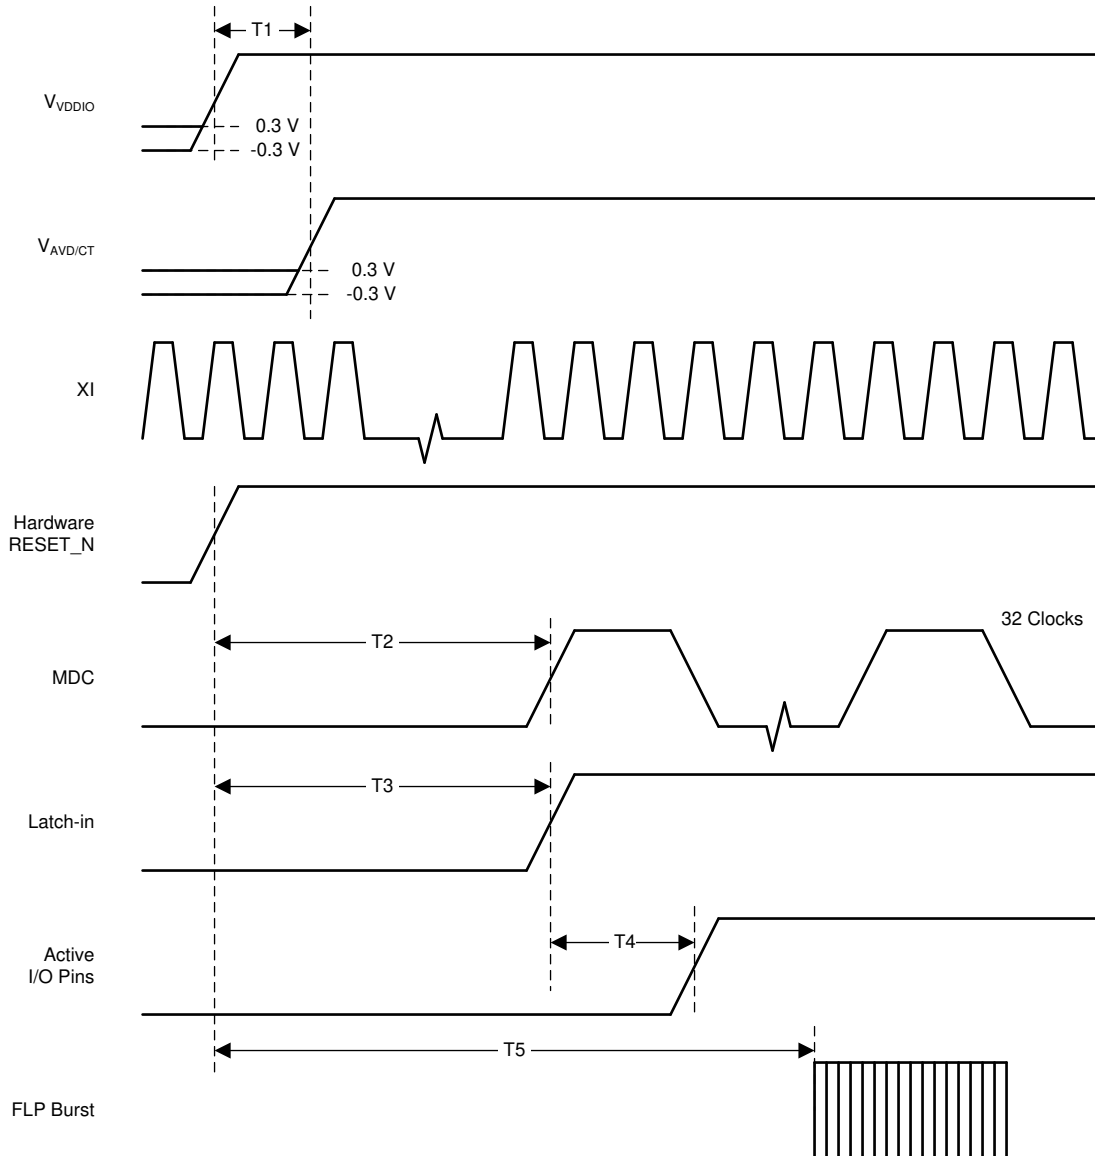 T1
V_VDDIO
0.3 V
-0.3 V
V_AVD/CT
0.3 V
-0.3 V
XI
Hardware
RESET_N
32 Clocks
T2
MDC
T3
Latch-in
T4
Active
I/O Pins
T5
FLP Burst